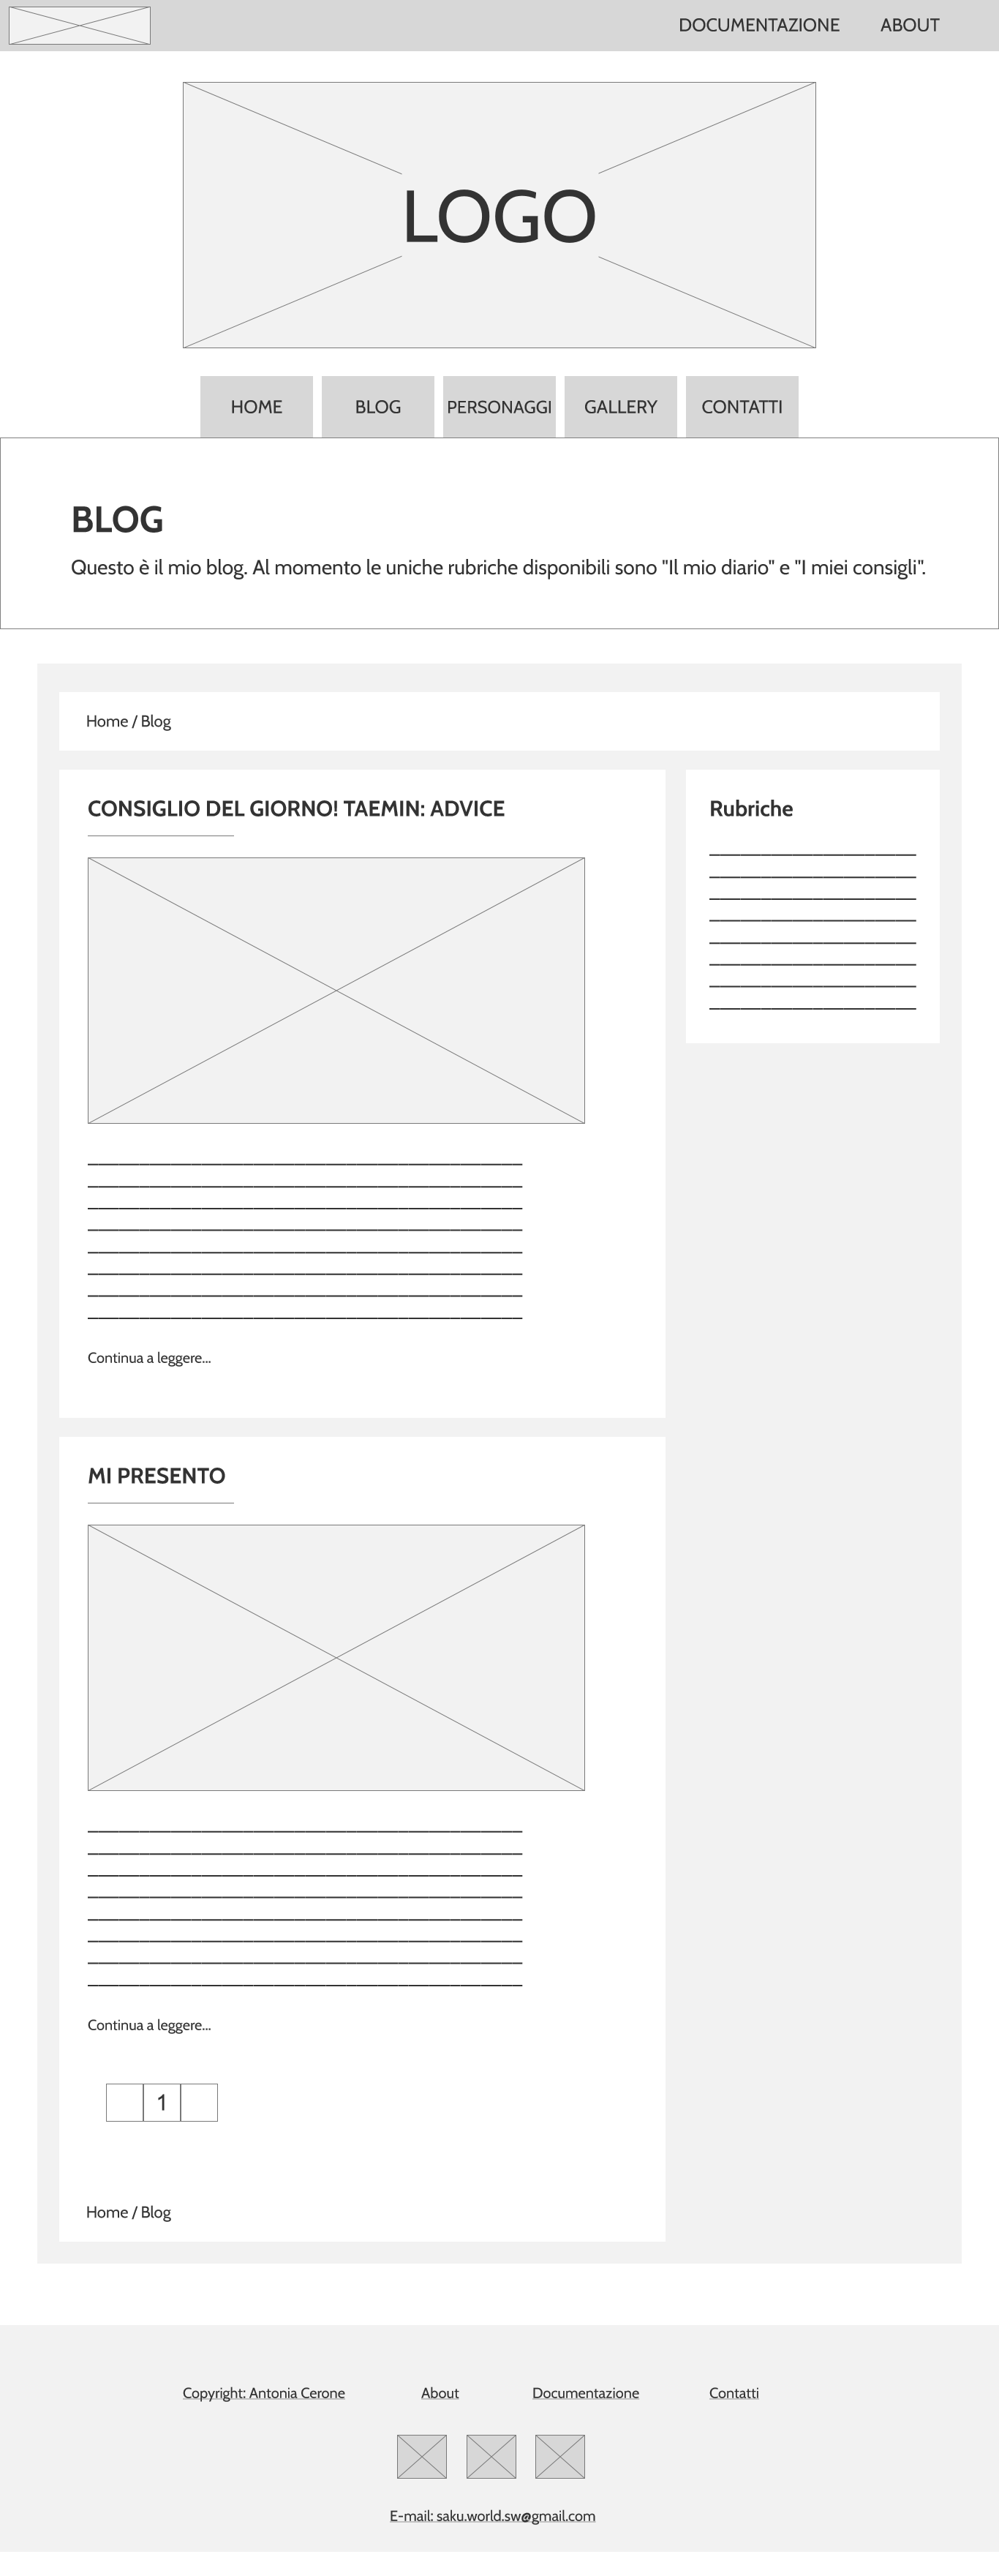 DOCUMENTAZIONE ABOUT
LOGO
HOME BLOG PERSONAGGI GALLERY CONTATTI
BLOG
Questo è il mio blog. Al momento le uniche rubriche disponibili sono "Il mio diario" e "I miei consigli".
Home / Blog
CONSIGLIO DEL GIORNO! TAEMIN: ADVICE
Continua a leggere...
MI PRESENTO
Continua a leggere...
1
Home / Blog
Rubriche
Copyright: Antonia Cerone About Documentazione Contatti
E-mail: saku.world.sw@gmail.com